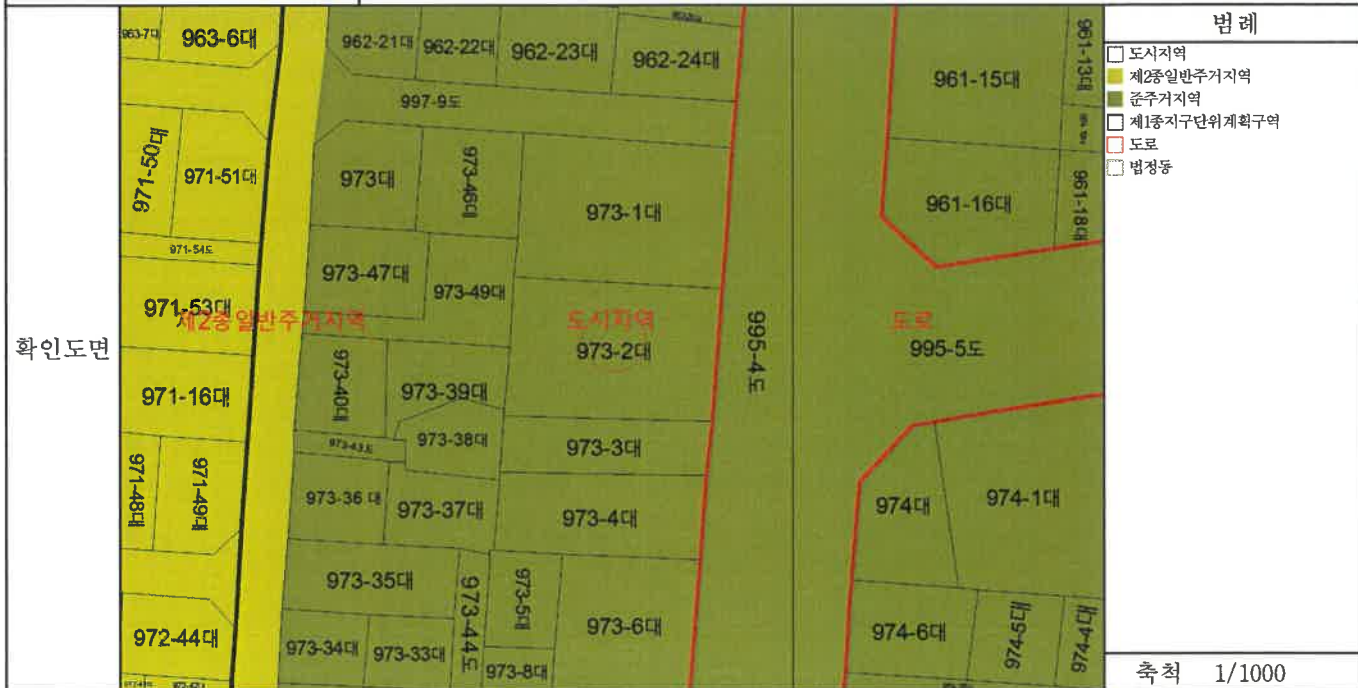 확인도면
963-7대
963-6대
962-21대
962-22대
962-23대
962-24대
961-15대
961-13대
997-9도
971-50대
971-51대
973대
973-46대
973-1대
961-16대
961-18대
971-54도
971-53대
973-47대
973-49대
제2종일반주거지역
도시지역
도로
973-2대
995-4도
995-5도
971-16대
973-40대
973-39대
973-38대
973-43도
973-3대
971-48대
971-49대
973-36 대
973-37대
973-4대
974대
974-1대
973-35대
973-44도
973-5대
973-6대
972-44대
973-34대
973-33대
973-8대
974-6대
974-5대
974-4대
범례
도시지역
제2종일반주거지역
준주거지역
제1종지구단위계획구역
도로
법정동
축척 1/1000